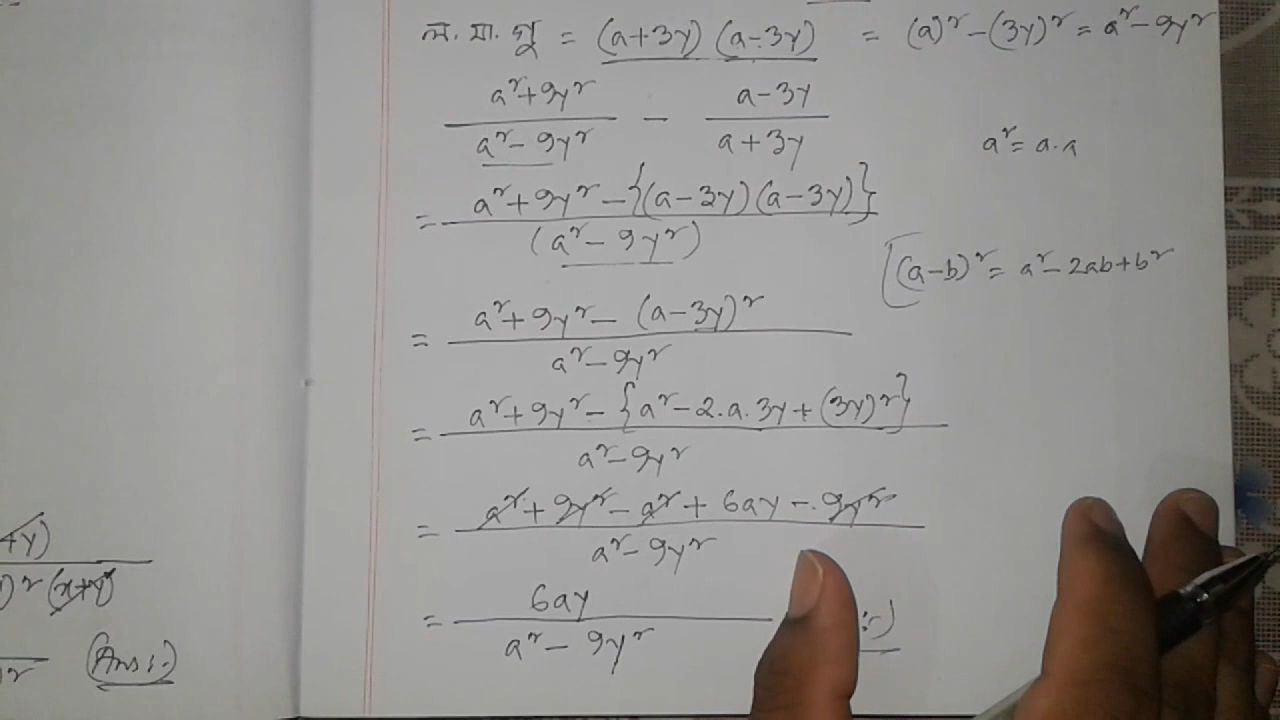 ল. সা. গু = (a+3y) (a-3y) = (a)² - (3y)² = a² - 9y²
a²+9y² / a²-9y² - a-3y / a+3y
a² = a.a
= a²+9y² - {(a-3y)(a-3y)} / (a²-9y²)
[(a-b)² = a² - 2ab + b²
= a²+9y² - (a-3y)² / a²-9y²
= a²+9y² - {a² - 2.a.3y + (3y)²} / a²-9y²
= a²+9y² - a² + 6ay - 9y² / a²-9y²
= 6ay / a²-9y²
4y)
)² (x+y)
(Ans:-)